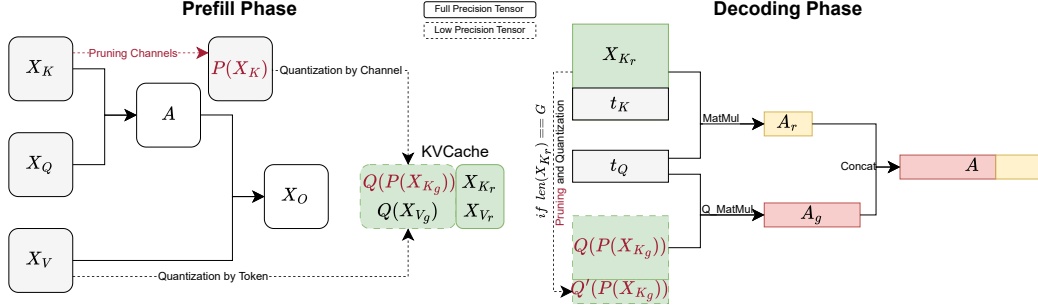 Prefill Phase
Full Precision Tensor
Low Precision Tensor
Decoding Phase
X_K
Pruning Channels
P(X_K)
Quantization by Channel
A
X_Q
X_O
X_V
Quantization by Token
KVCache
Q(P(X_{K_g}))
X_{K_r}
Q(X_{V_g})
X_{V_r}
X_{K_r}
t_K
t_Q
if len(X_{K_r}) == G
Pruning and Quantization
Q(P(X_{K_g}))
Q'(P(X_{K_g}))
MatMul
A_r
Q_MatMul
A_g
Concat
A